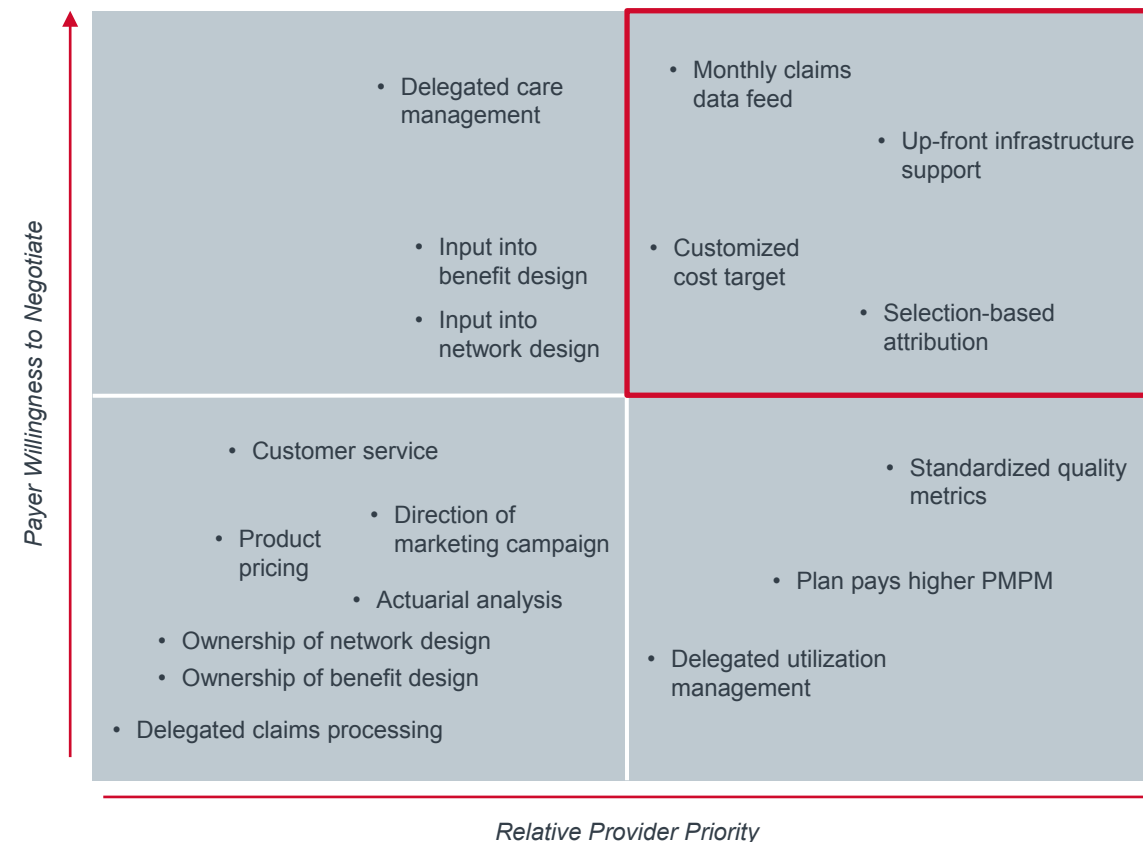 Payer Willingness to Negotiate
• Delegated care
management
• Input into
benefit design
• Input into
network design
• Monthly claims
data feed
• Up-front infrastructure
support
• Customized
cost target
• Selection-based
attribution
• Customer service
• Direction of
marketing campaign
• Product
pricing
• Actuarial analysis
• Ownership of network design
• Ownership of benefit design
• Delegated claims processing
• Standardized quality
metrics
• Plan pays higher PMPM
• Delegated utilization
management
Relative Provider Priority